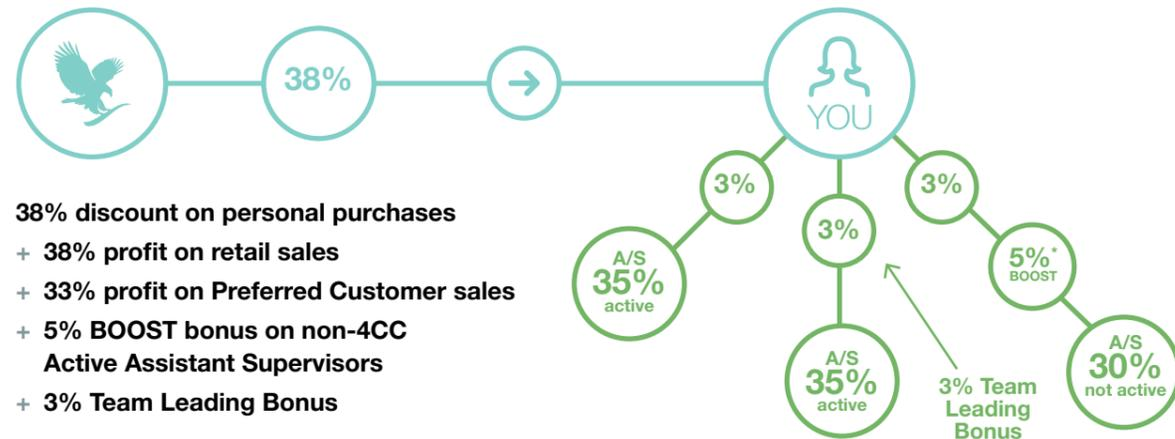 38%
YOU
38% discount on personal purchases
+ 38% profit on retail sales
+ 33% profit on Preferred Customer sales
+ 5% BOOST bonus on non-4CC
Active Assistant Supervisors
+ 3% Team Leading Bonus
3%
3%
3%
A/S
35%
active
5%*
BOOST
A/S
35%
active
A/S
30%
not active
3% Team
Leading
Bonus